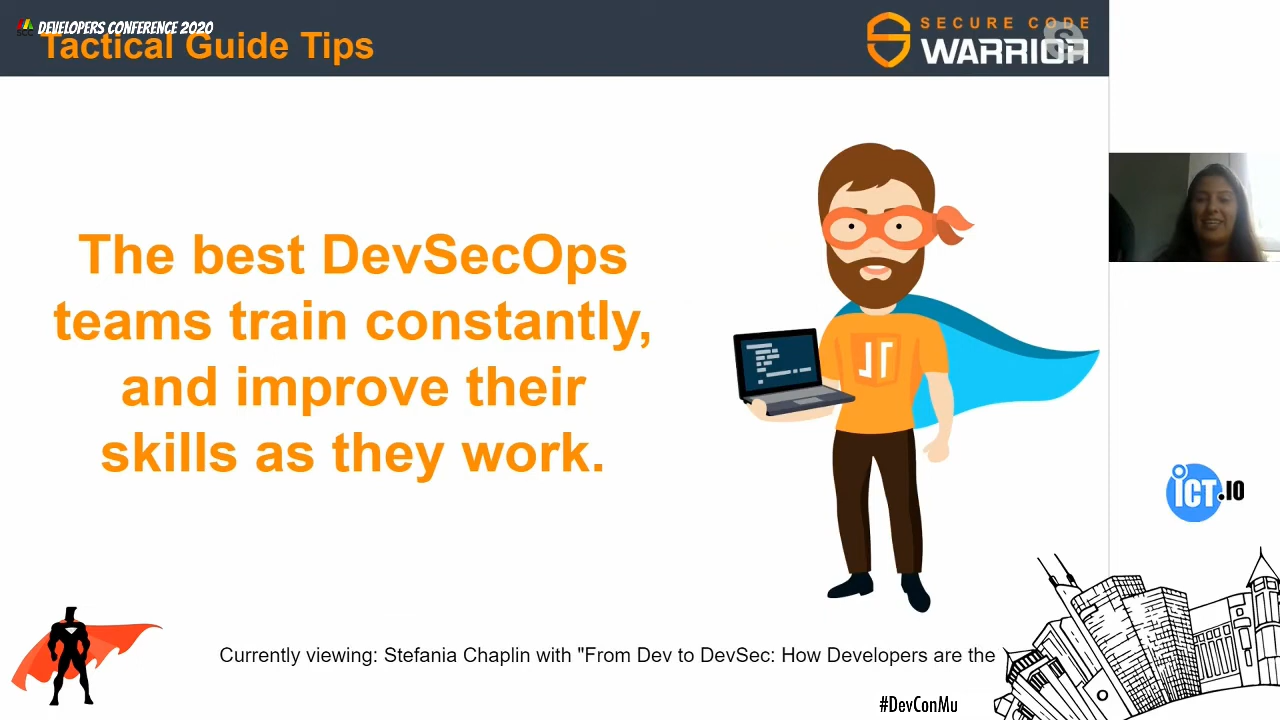 DEVELOPERS CONFERENCE 2020
Tactical Guide Tips
SECURE CODE
WARRIOR
The best DevSecOps
teams train constantly,
and improve their
skills as they work.
ICT.IO
Currently viewing: Stefania Chaplin with "From Dev to DevSec: How Developers are the
#DevConMu